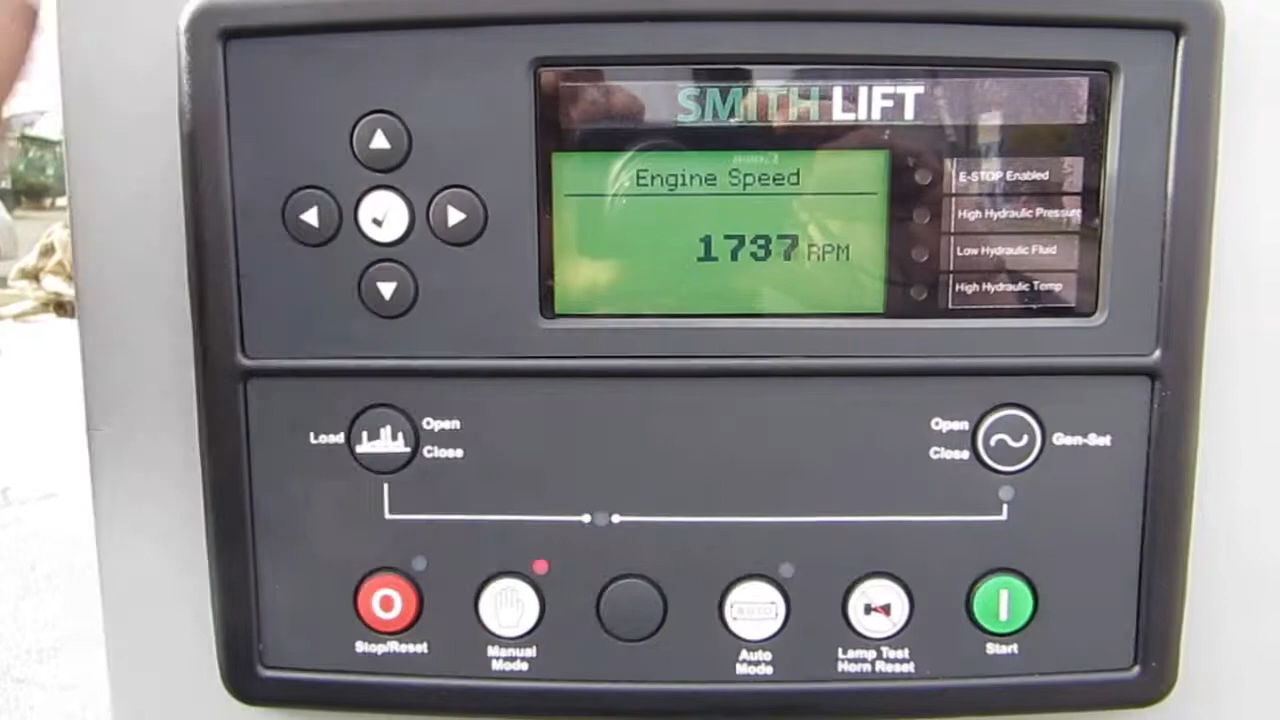 SMITH LIFT
Engine Speed
1737 RPM
E-STOP Enabled
High Hydraulic Pressure
Low Hydraulic Fluid
High Hydraulic Temp
Load
Open
Close
Open
Close
Gen-Set
Stop/Reset
Manual
Mode
AUTO
Auto
Mode
Lamp Test
Horn Reset
Start